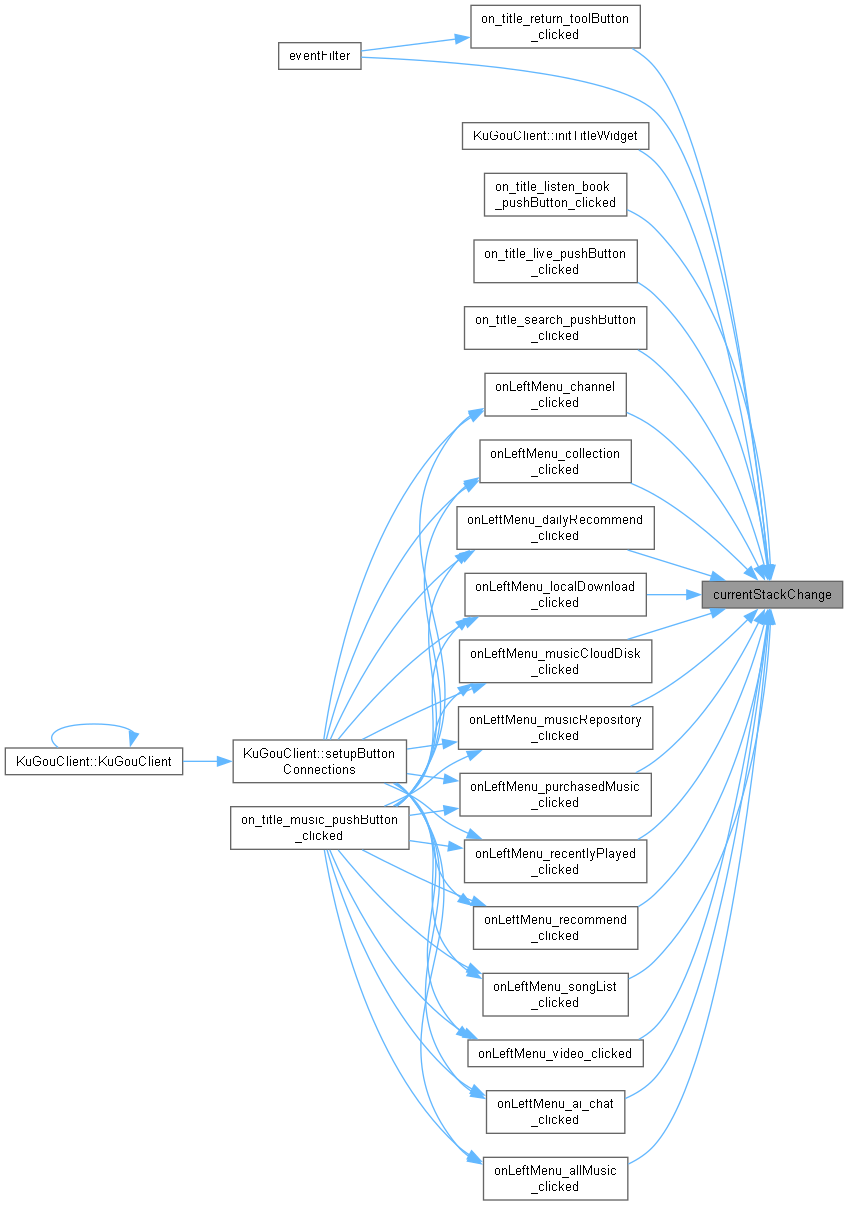 on_title_return_toolButton
_clicked
eventFilter
KuGouClient::initTitleWidget
on_title_listen_book
_pushButton_clicked
on_title_live_pushButton
_clicked
on_title_search_pushButton
_clicked
onLeftMenu_channel
_clicked
onLeftMenu_collection
_clicked
onLeftMenu_dailyRecommend
_clicked
onLeftMenu_localDownload
_clicked
currentStackChange
onLeftMenu_musicCloudDisk
_clicked
onLeftMenu_musicRepository
_clicked
KuGouClient::KuGouClient
KuGouClient::setupButton
Connections
onLeftMenu_purchasedMusic
_clicked
on_title_music_pushButton
_clicked
onLeftMenu_recentlyPlayed
_clicked
onLeftMenu_recommend
_clicked
onLeftMenu_songList
_clicked
onLeftMenu_video_clicked
onLeftMenu_ai_chat
_clicked
onLeftMenu_allMusic
_clicked